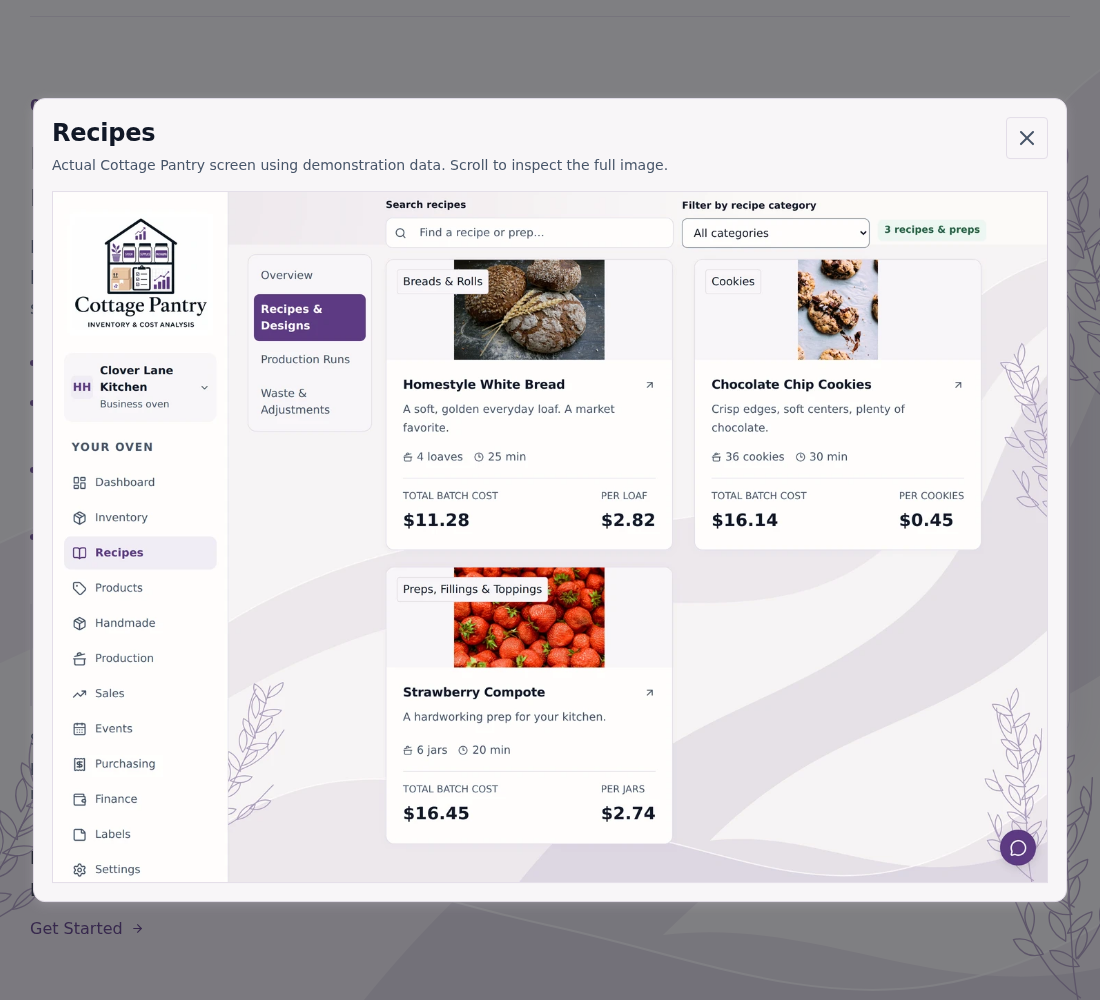 Recipes
Actual Cottage Pantry screen using demonstration data. Scroll to inspect the full image.
Cottage Pantry
INVENTORY & COST ANALYSIS
HH
Clover Lane
Kitchen
Business oven
YOUR OVEN
Dashboard
Inventory
Recipes
Products
Handmade
Production
Sales
Events
Purchasing
Finance
Labels
Settings
Overview
Recipes &
Designs
Production Runs
Waste &
Adjustments
Search recipes
Find a recipe or prep...
Filter by recipe category
All categories
3 recipes & preps
Breads & Rolls
Homestyle White Bread
A soft, golden everyday loaf. A market
favorite.
4 loaves 25 min
TOTAL BATCH COST PER LOAF
$11.28 $2.82
Cookies
Chocolate Chip Cookies
Crisp edges, soft centers, plenty of
chocolate.
36 cookies 30 min
TOTAL BATCH COST PER COOKIES
$16.14 $0.45
Preps, Fillings & Toppings
Strawberry Compote
A hardworking prep for your kitchen.
6 jars 20 min
TOTAL BATCH COST PER JARS
$16.45 $2.74
Get Started